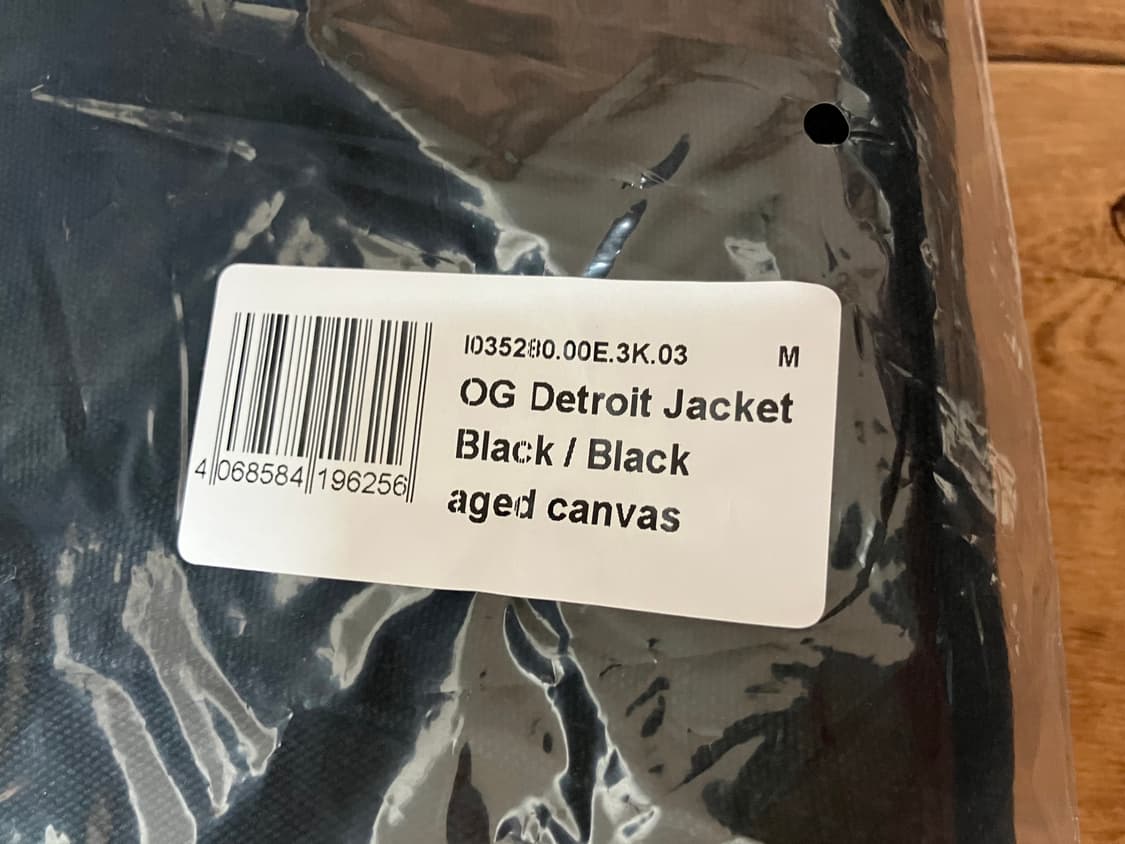 I035280.00E.3K.03 M
OG Detroit Jacket
Black / Black
aged canvas
4 068584 196256